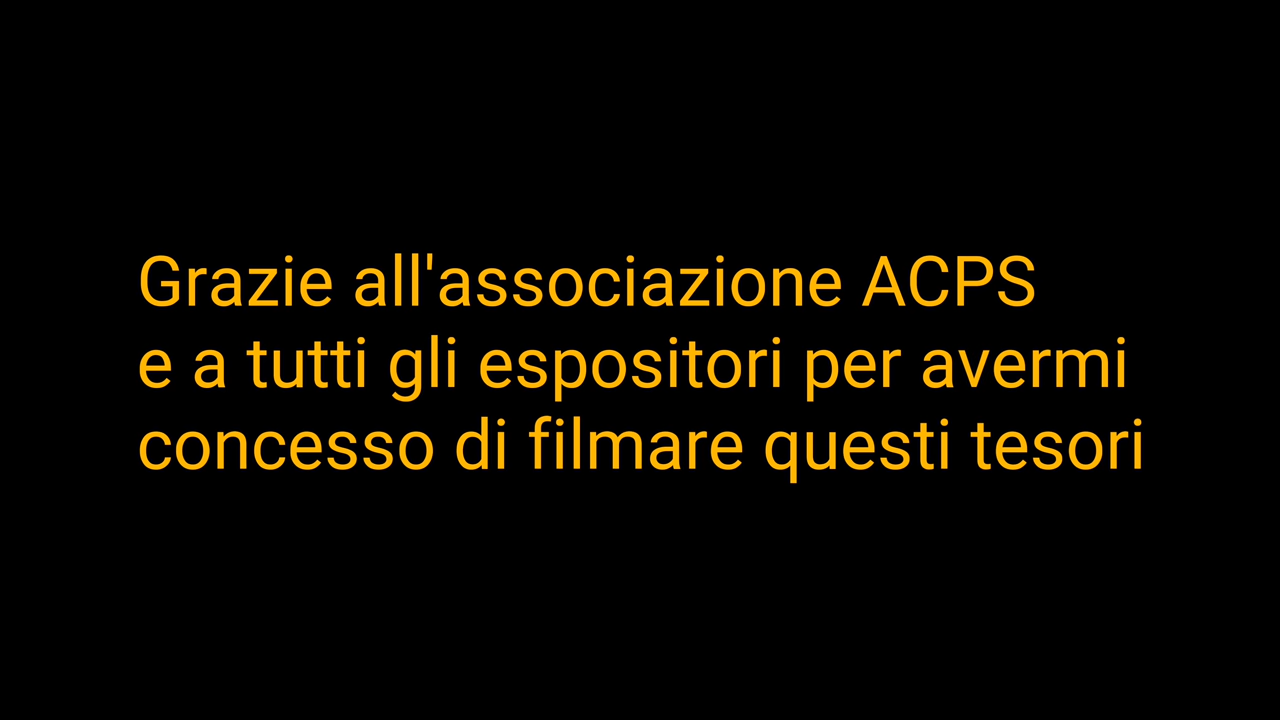 Grazie all'associazione ACPS
e a tutti gli espositori per avermi
concesso di filmare questi tesori